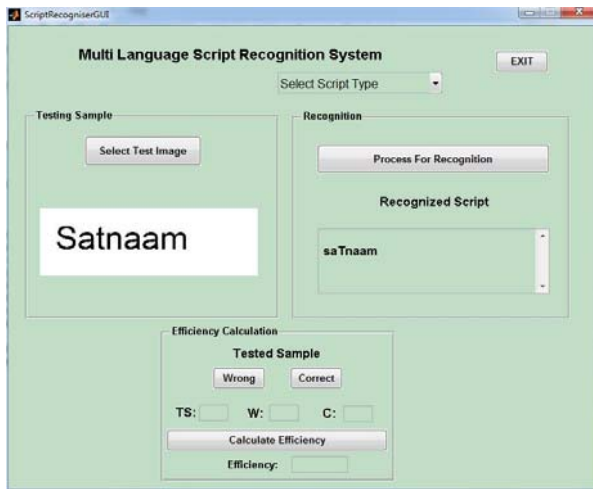 ScriptRecogniserGUI
Multi Language Script Recognition System
EXIT
Select Script Type
Testing Sample
Select Test Image
Satnaam
Recognition
Process For Recognition
Recognized Script
saTnaam
Efficiency Calculation
Tested Sample
Wrong Correct
TS: W: C:
Calculate Efficiency
Efficiency: